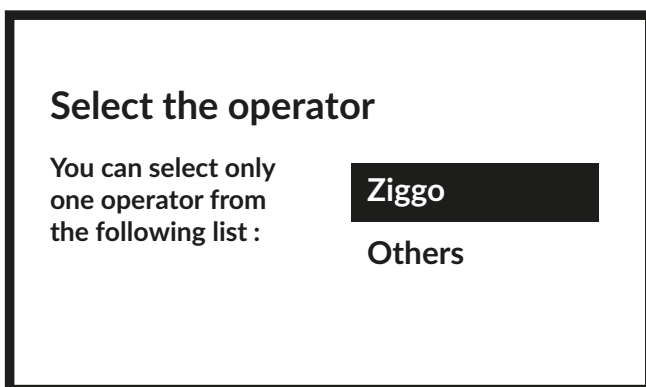 Select the operator
You can select only
one operator from
the following list :
Ziggo
Others